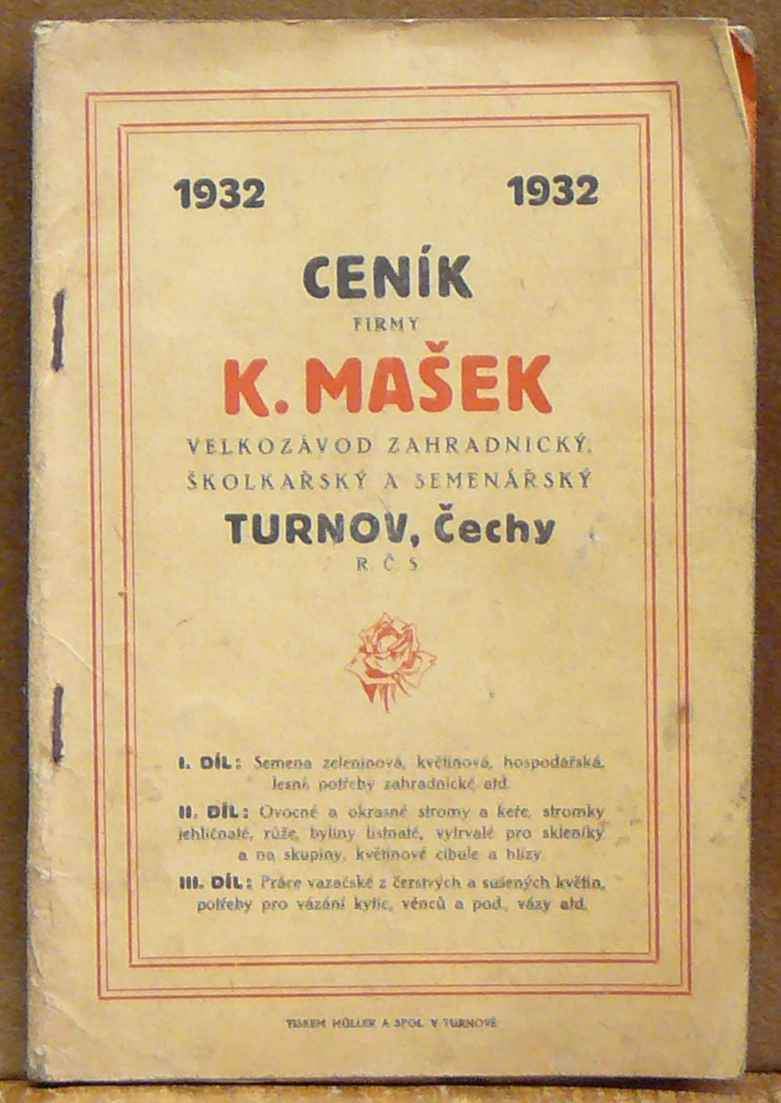 1932 1932
CENÍK
FIRMY
K. MAŠEK
VELKOZÁVOD ZAHRADNICKÝ,
ŠKOLKAŘSKÝ A SEMENÁŘSKÝ
TURNOV, Čechy
R Č S
I. DÍL: Semena zeleninová, květinová, hospodářská,
lesní, potřeby zahradnické atd.
II. DÍL: Ovocné a okrasné stromy a keře, stromky
jehličnaté, růže, byliny listnaté, vytrvalé pro skleníky
a na skupiny, květinové cibule a hlízy.
III. DÍL: Práce vazačské z čerstvých a sušených květin,
potřeby pro vázání kytic, věnců a pod., vázy atd.
TISKEM MÜLLER A SPOL. V TURNOVĚ